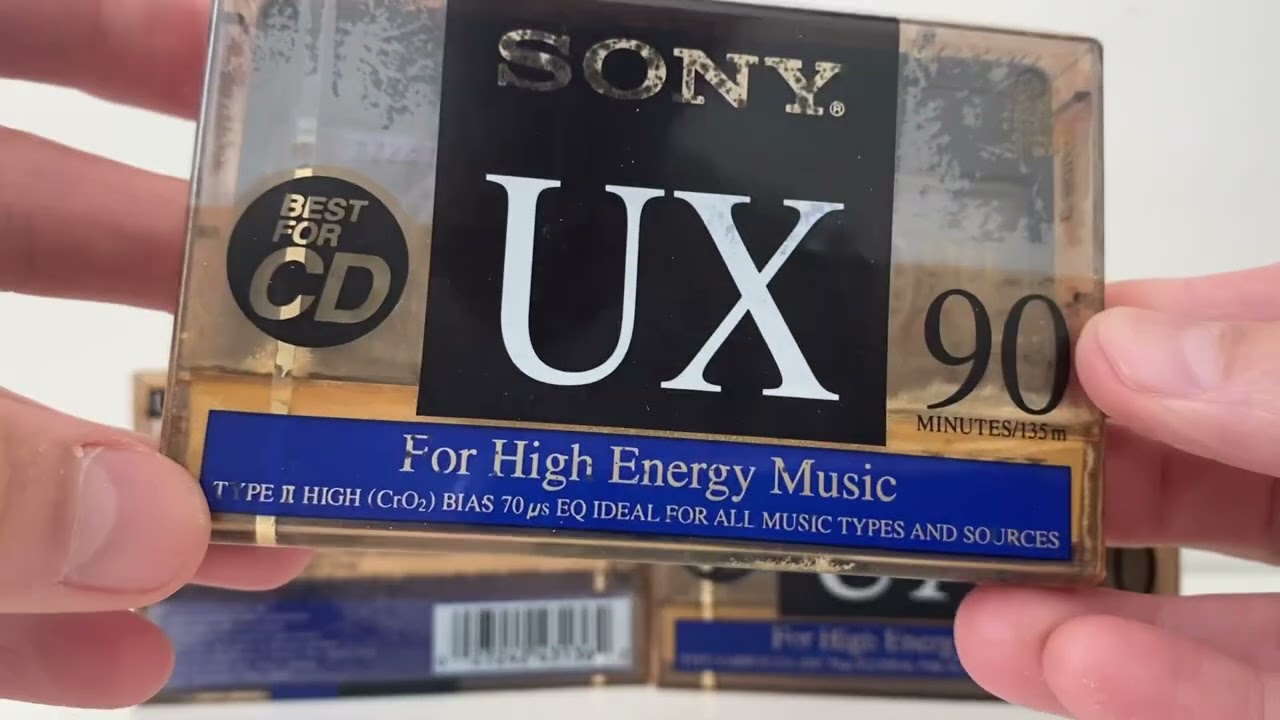 SONY®
UX
BEST
FOR
CD
90
MINUTES/135 m
For High Energy Music
TYPE II HIGH (CrO₂) BIAS 70 μs EQ IDEAL FOR ALL MUSIC TYPES AND SOURCES
UX
For High Energy